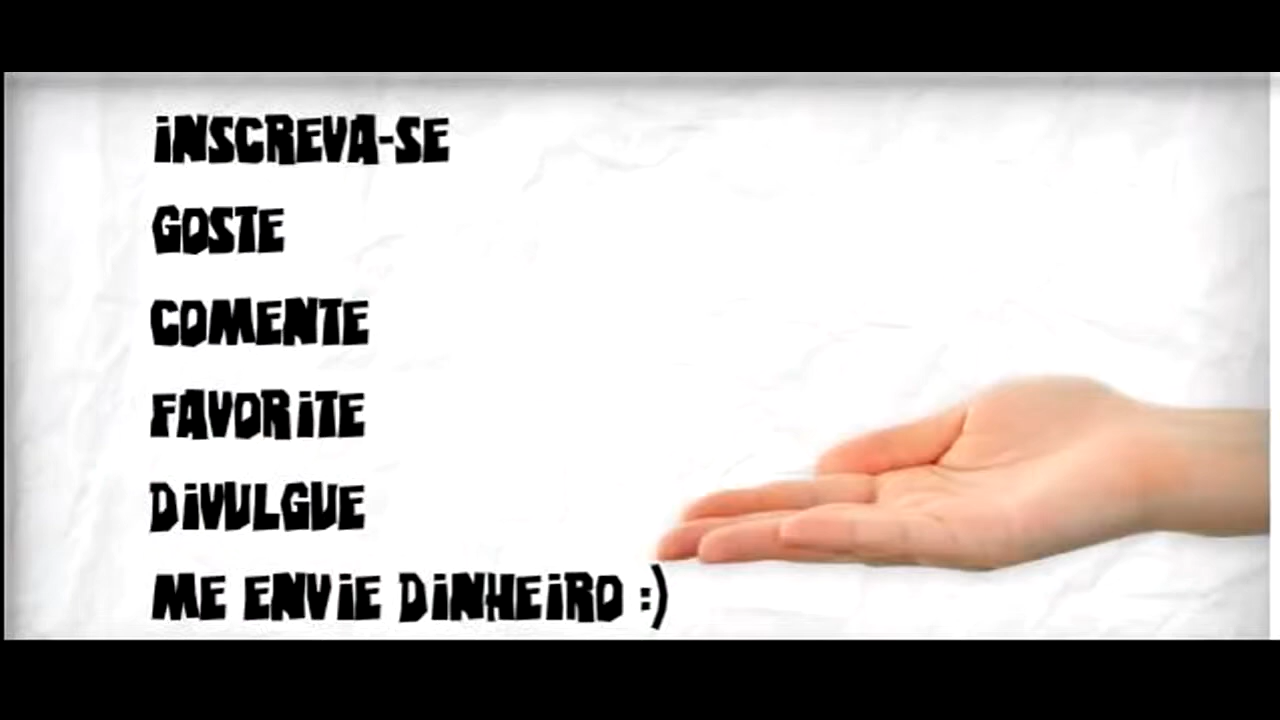 INSCREVA-SE
GOSTE
COMENTE
FAVORITE
DIVULGUE
ME ENVIE DINHEIRO :)